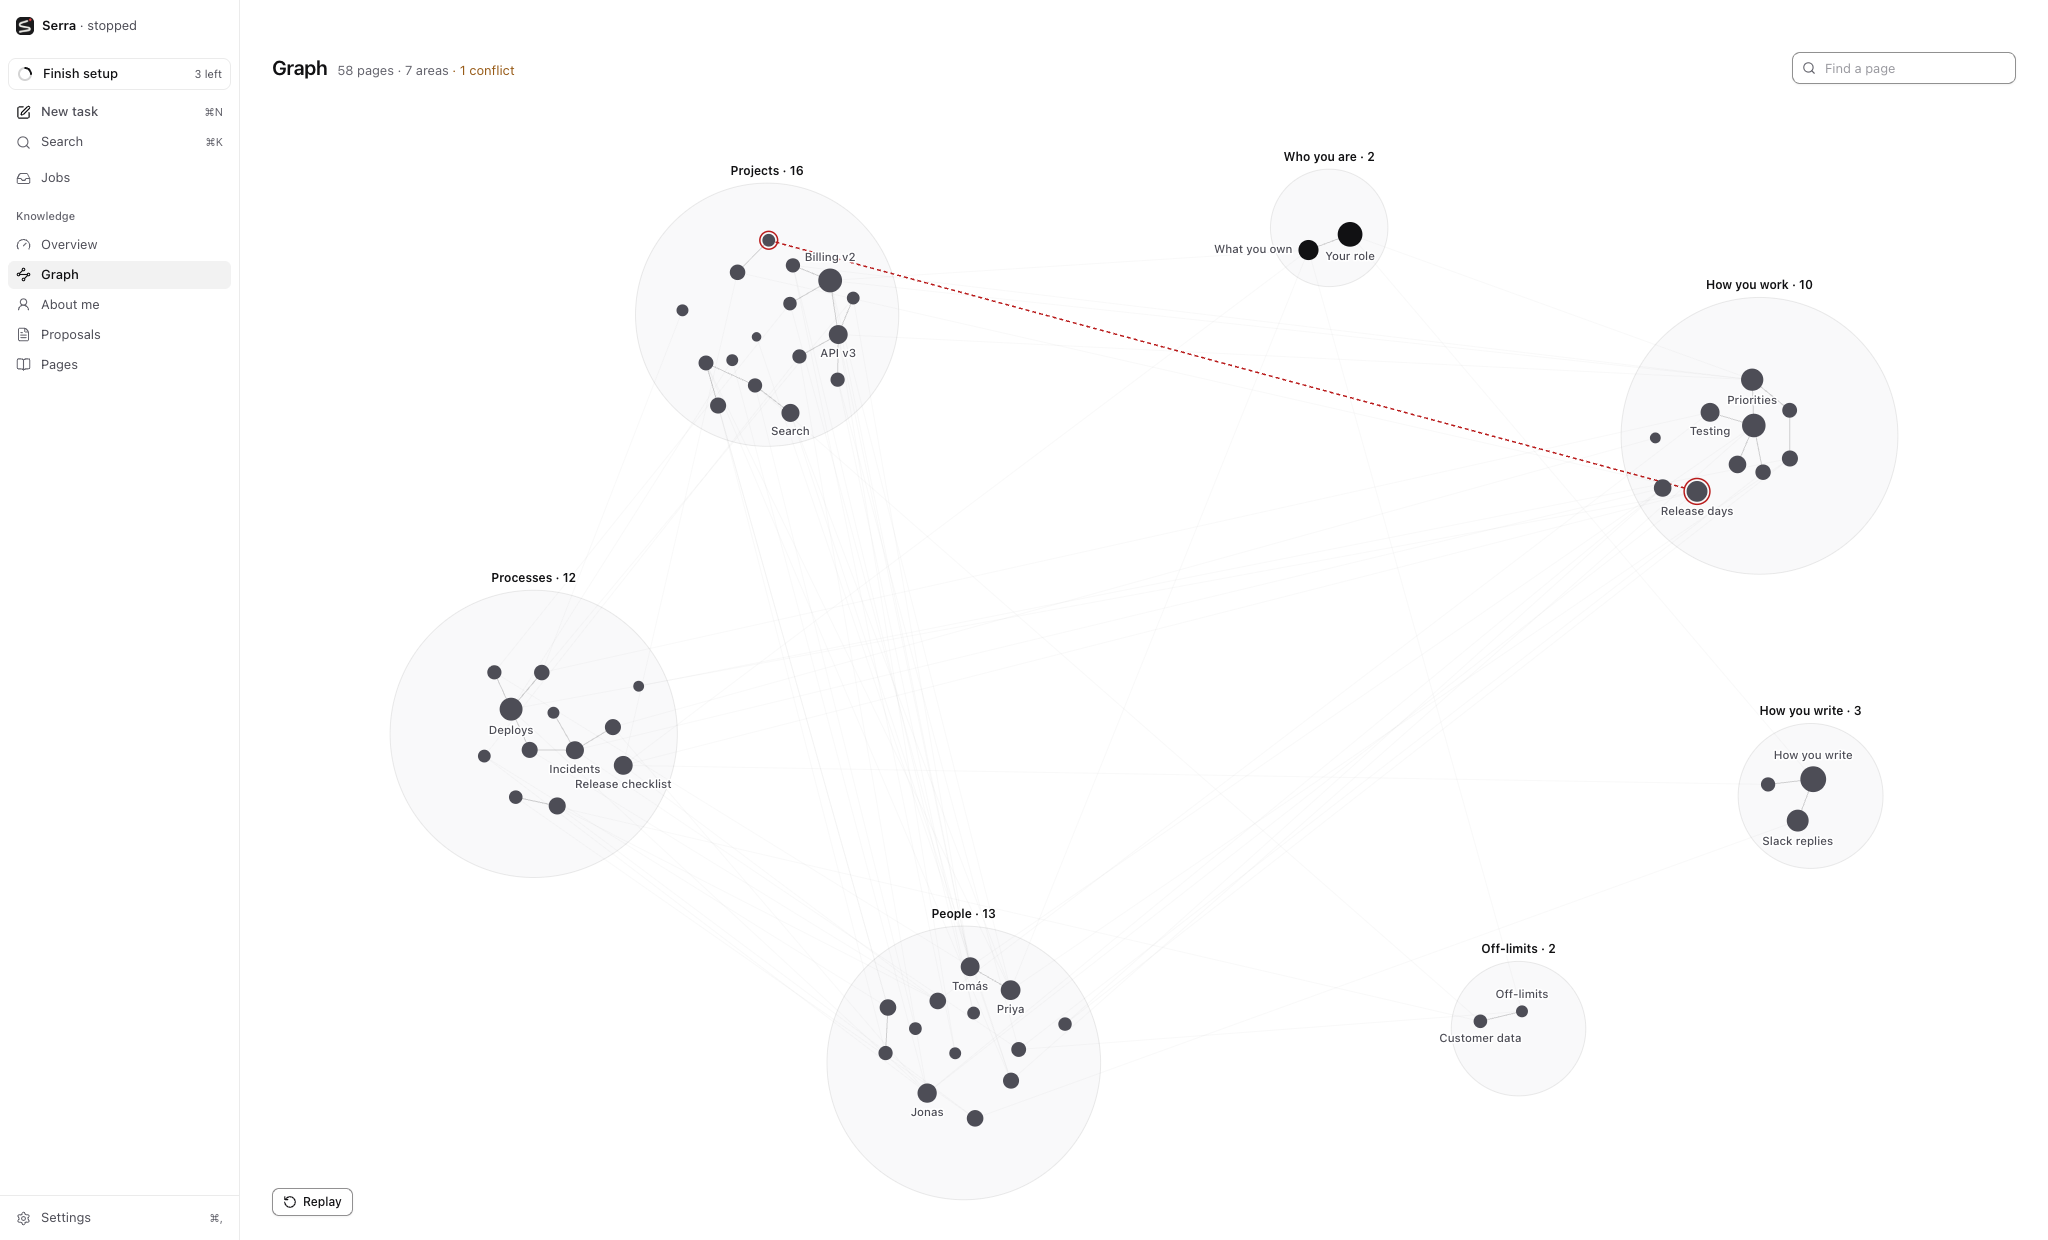 Serra · stopped
Finish setup 3 left
New task ⌘N
Search ⌘K
Jobs
Knowledge
Overview
Graph
About me
Proposals
Pages
Settings ⌘,
Graph 58 pages · 7 areas · 1 conflict
Find a page
Who you are · 2
What you own
Your role
Projects · 16
Billing v2
API v3
Search
How you work · 10
Priorities
Testing
Release days
Processes · 12
Deploys
Incidents
Release checklist
How you write · 3
How you write
Slack replies
People · 13
Tomás
Priya
Jonas
Off-limits · 2
Off-limits
Customer data
Replay